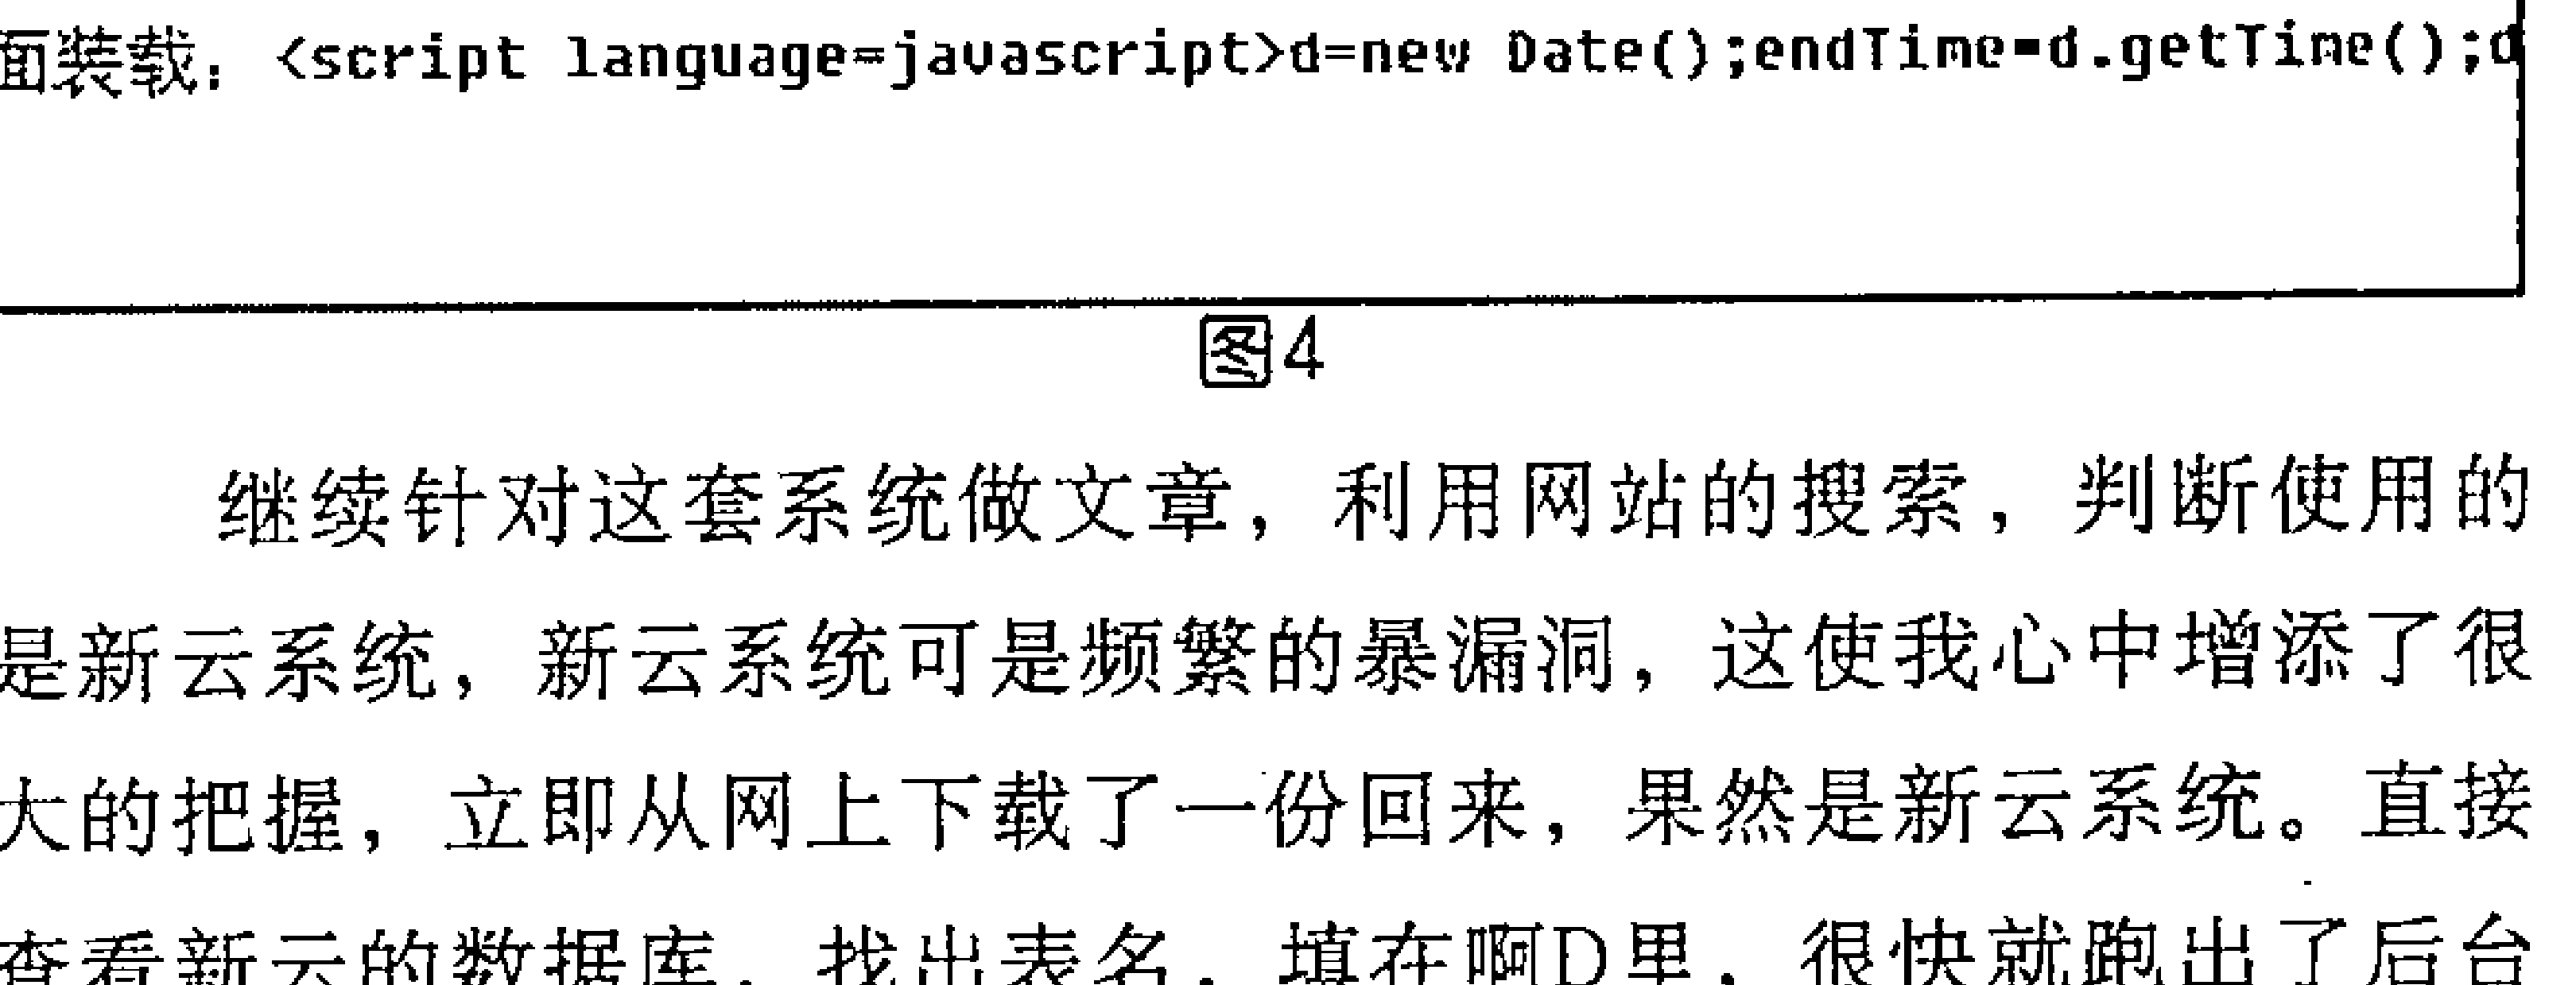 面装载：<script language=javascript>d=new Date();endTime=d.getTime();d
图4
继续针对这套系统做文章，利用网站的搜索，判断使用的
是新云系统，新云系统可是频繁的暴漏洞，这使我心中增添了很
大的把握，立即从网上下载了一份回来，果然是新云系统。直接
查看新云的数据库，找出表名，填在啊D里，很快就跑出了后台